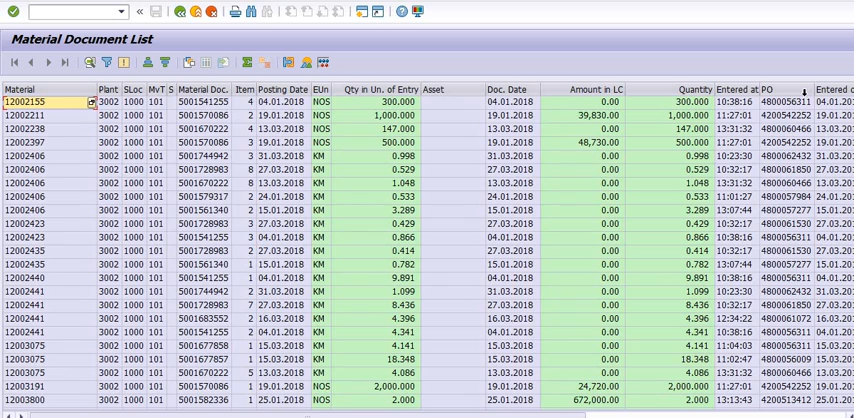 Material Document List
Material Plant SLoc MvT S Material Doc. Item Posting Date EUn Qty in Un. of Entry Asset Doc. Date Amount in LC Quantity Entered at PO Entered o
12002155 3002 1000 101 5001541255 4 04.01.2018 NOS 300.000 04.01.2018 0.00 300.000 10:38:16 4800056311 04.01.201
12002211 3002 1000 101 5001570086 2 19.01.2018 NOS 1,000.000 19.01.2018 39,830.00 1,000.000 11:27:01 4200542252 19.01.201
12002238 3002 1000 101 5001670222 4 13.03.2018 NOS 147.000 13.03.2018 0.00 147.000 13:31:32 4800060466 13.03.201
12002397 3002 1000 101 5001570086 3 19.01.2018 NOS 500.000 19.01.2018 48,730.00 500.000 11:27:01 4200542252 19.01.201
12002406 3002 1000 101 5001744942 3 31.03.2018 KM 0.998 31.03.2018 0.00 0.998 10:23:30 4800062432 31.03.201
12002406 3002 1000 101 5001728983 8 27.03.2018 KM 0.529 27.03.2018 0.00 0.529 10:32:17 4800061850 27.03.201
12002406 3002 1000 101 5001670222 8 13.03.2018 KM 1.048 13.03.2018 0.00 1.048 13:31:32 4800060466 13.03.201
12002406 3002 1000 101 5001579317 2 24.01.2018 KM 0.533 24.01.2018 0.00 0.533 11:01:27 4800057984 24.01.201
12002406 3002 1000 101 5001561340 2 15.01.2018 KM 3.289 15.01.2018 0.00 3.289 13:07:44 4800057277 15.01.201
12002423 3002 1000 101 5001728983 3 27.03.2018 KM 0.429 27.03.2018 0.00 0.429 10:32:17 4800061530 27.03.201
12002423 3002 1000 101 5001541255 3 04.01.2018 KM 0.866 04.01.2018 0.00 0.866 10:38:16 4800056311 04.01.201
12002435 3002 1000 101 5001728983 2 27.03.2018 KM 0.414 27.03.2018 0.00 0.414 10:32:17 4800061530 27.03.201
12002435 3002 1000 101 5001561340 1 15.01.2018 KM 0.782 15.01.2018 0.00 0.782 13:07:44 4800057277 15.01.201
12002440 3002 1000 101 5001541255 1 04.01.2018 KM 9.891 04.01.2018 0.00 9.891 10:38:16 4800056311 04.01.201
12002441 3002 1000 101 5001744942 2 31.03.2018 KM 1.099 31.03.2018 0.00 1.099 10:23:30 4800062432 31.03.201
12002441 3002 1000 101 5001728983 7 27.03.2018 KM 8.436 27.03.2018 0.00 8.436 10:32:17 4800061850 27.03.201
12002441 3002 1000 101 5001683552 2 16.03.2018 KM 4.396 16.03.2018 0.00 4.396 12:34:22 4800061072 16.03.201
12002441 3002 1000 101 5001541255 2 04.01.2018 KM 4.341 04.01.2018 0.00 4.341 10:38:16 4800056311 04.01.201
12003075 3002 1000 101 5001677858 1 15.03.2018 KM 4.141 15.03.2018 0.00 4.141 11:04:03 4800060511 15.03.201
12003075 3002 1000 101 5001677857 1 15.03.2018 KM 18.348 15.03.2018 0.00 18.348 11:02:47 4800056009 15.03.201
12003075 3002 1000 101 5001670222 5 13.03.2018 KM 4.086 13.03.2018 0.00 4.086 13:31:32 4800060466 13.03.201
12003191 3002 1000 101 5001570086 1 19.01.2018 NOS 2,000.000 19.01.2018 24,720.00 2,000.000 11:27:01 4200542252 19.01.201
12003800 3002 1000 101 5001582336 1 25.01.2018 NOS 2.000 25.01.2018 672,000.00 2.000 13:13:43 4200513412 25.01.201